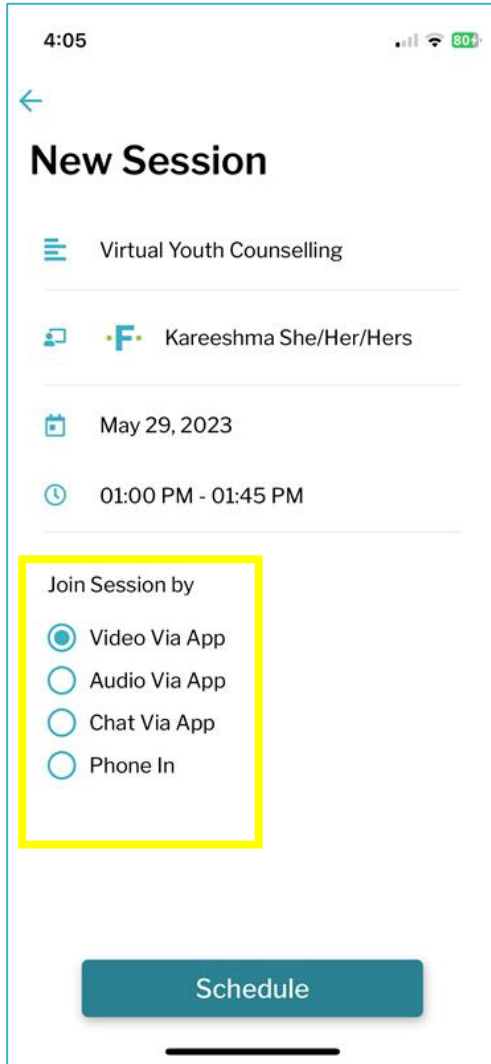 4:05
80
New Session
Virtual Youth Counselling
F Kareeshma She/Her/Hers
May 29, 2023
01:00 PM - 01:45 PM
Join Session by
Video Via App
Audio Via App
Chat Via App
Phone In
Schedule